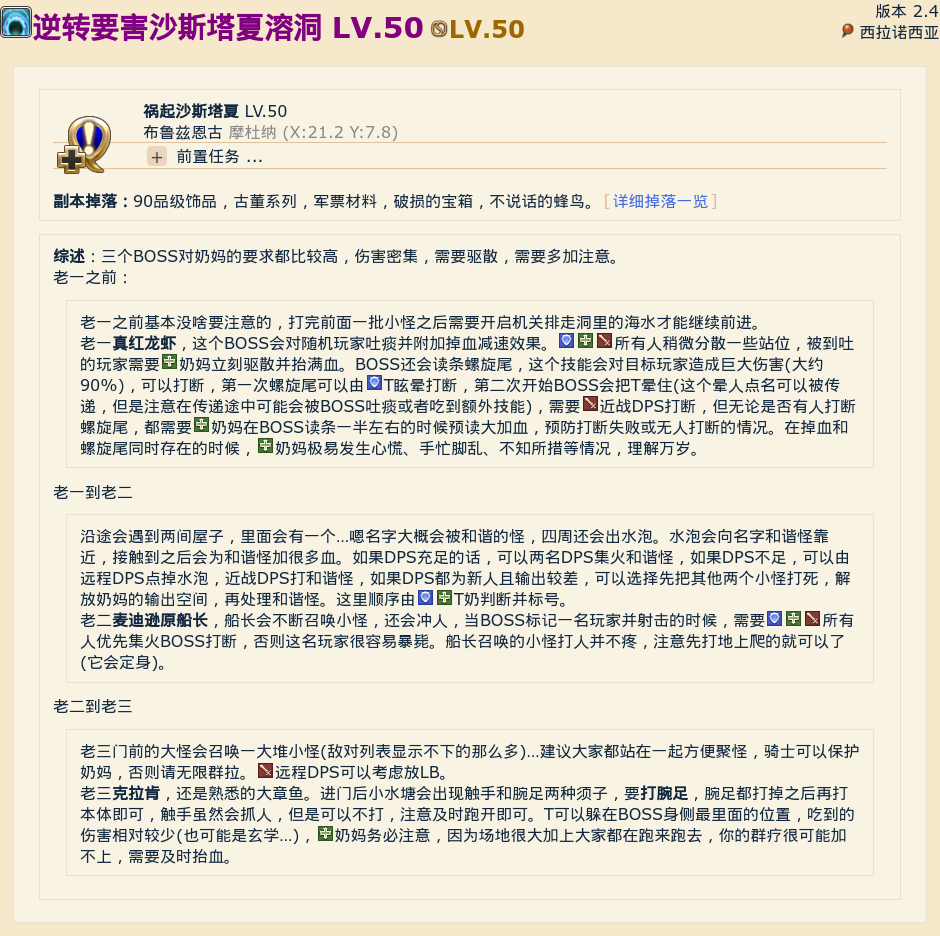 逆转要害沙斯塔夏溶洞 LV.50 LV.50
版本 2.4
西拉诺西亚
祸起沙斯塔夏 LV.50
布鲁兹恩古 摩杜纳 (X:21.2 Y:7.8)
+ 前置任务 ...
副本掉落：90品级饰品，古董系列，军票材料，破损的宝箱，不说话的蜂鸟。 [ 详细掉落一览 ]
综述：三个BOSS对奶妈的要求都比较高，伤害密集，需要驱散，需要多加注意。
老一之前：
老一之前基本没啥要注意的，打完前面一批小怪之后需要开启机关排走洞里的海水才能继续前进。
老一真红龙虾，这个BOSS会对随机玩家吐痰并附加掉血减速效果。所有人稍微分散一些站位，被到吐
的玩家需要奶妈立刻驱散并抬满血。BOSS还会读条螺旋尾，这个技能会对目标玩家造成巨大伤害(大约
90%)，可以打断，第一次螺旋尾可以由T眩晕打断，第二次开始BOSS会把T晕住(这个晕人点名可以被传
递，但是注意在传递途中可能会被BOSS吐痰或者吃到额外技能)，需要近战DPS打断，但无论是否有人打断
螺旋尾，都需要奶妈在BOSS读条一半左右的时候预读大加血，预防打断失败或无人打断的情况。在掉血和
螺旋尾同时存在的时候，奶妈极易发生心慌、手忙脚乱、不知所措等情况，理解万岁。
老一到老二
沿途会遇到两间屋子，里面会有一个...嗯名字大概会被和谐的怪，四周还会出水泡。水泡会向名字和谐怪靠
近，接触到之后会为和谐怪加很多血。如果DPS充足的话，可以两名DPS集火和谐怪，如果DPS不足，可以由
远程DPS点掉水泡，近战DPS打和谐怪，如果DPS都为新人且输出较差，可以选择先把其他两个小怪打死，解
放奶妈的输出空间，再处理和谐怪。这里顺序由T奶判断并标号。
老二麦迪逊原船长，船长会不断召唤小怪，还会冲人，当BOSS标记一名玩家并射击的时候，需要所有
人优先集火BOSS打断，否则这名玩家很容易暴毙。船长召唤的小怪打人并不疼，注意先打地上爬的就可以了
(它会定身)。
老二到老三
老三门前的大怪会召唤一大堆小怪(敌对列表显示不下的那么多)...建议大家都站在一起方便聚怪，骑士可以保护
奶妈，否则请无限群拉。远程DPS可以考虑放LB。
老三克拉肯，还是熟悉的大章鱼。进门后小水塘会出现触手和腕足两种须子，要打腕足，腕足都打掉之后再打
本体即可，触手虽然会抓人，但是可以不打，注意及时跑开即可。T可以躲在BOSS身侧最里面的位置，吃到的
伤害相对较少(也可能是玄学...)，奶妈务必注意，因为场地很大加上大家都在跑来跑去，你的群疗很可能加
不上，需要及时抬血。